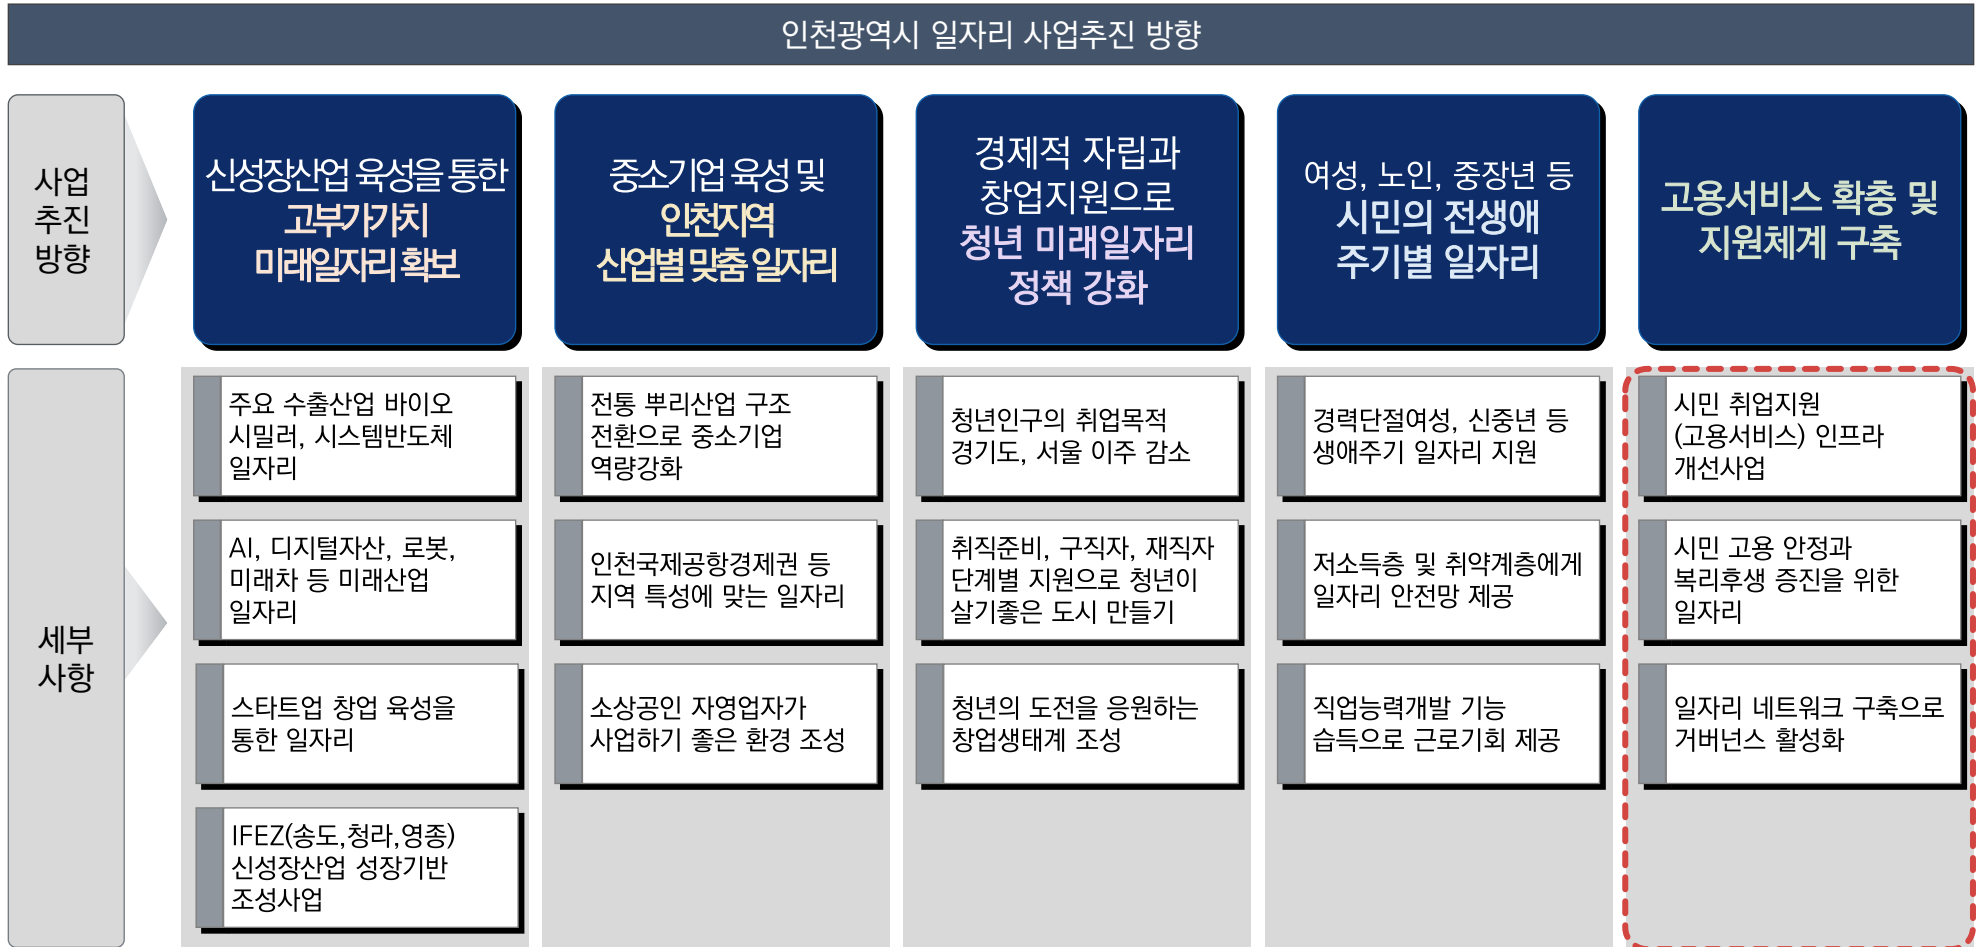 인천광역시 일자리 사업추진 방향
사업
추진
방향
신성장산업 육성을 통한
고부가가치
미래일자리 확보
중소기업 육성 및
인천지역
산업별 맞춤 일자리
경제적 자립과
창업지원으로
청년 미래일자리
정책 강화
여성, 노인, 중장년 등
시민의 전생애
주기별 일자리
고용서비스 확충 및
지원체계 구축
세부
사항
주요 수출산업 바이오
시밀러, 시스템반도체
일자리
AI, 디지털자산, 로봇,
미래차 등 미래산업
일자리
스타트업 창업 육성을
통한 일자리
IFEZ(송도,청라,영종)
신성장산업 성장기반
조성사업
전통 뿌리산업 구조
전환으로 중소기업
역량강화
인천국제공항경제권 등
지역 특성에 맞는 일자리
소상공인 자영업자가
사업하기 좋은 환경 조성
청년인구의 취업목적
경기도, 서울 이주 감소
취직준비, 구직자, 재직자
단계별 지원으로 청년이
살기좋은 도시 만들기
청년의 도전을 응원하는
창업생태계 조성
경력단절여성, 신중년 등
생애주기 일자리 지원
저소득층 및 취약계층에게
일자리 안전망 제공
직업능력개발 기능
습득으로 근로기회 제공
시민 취업지원
(고용서비스) 인프라
개선사업
시민 고용 안정과
복리후생 증진을 위한
일자리
일자리 네트워크 구축으로
거버넌스 활성화